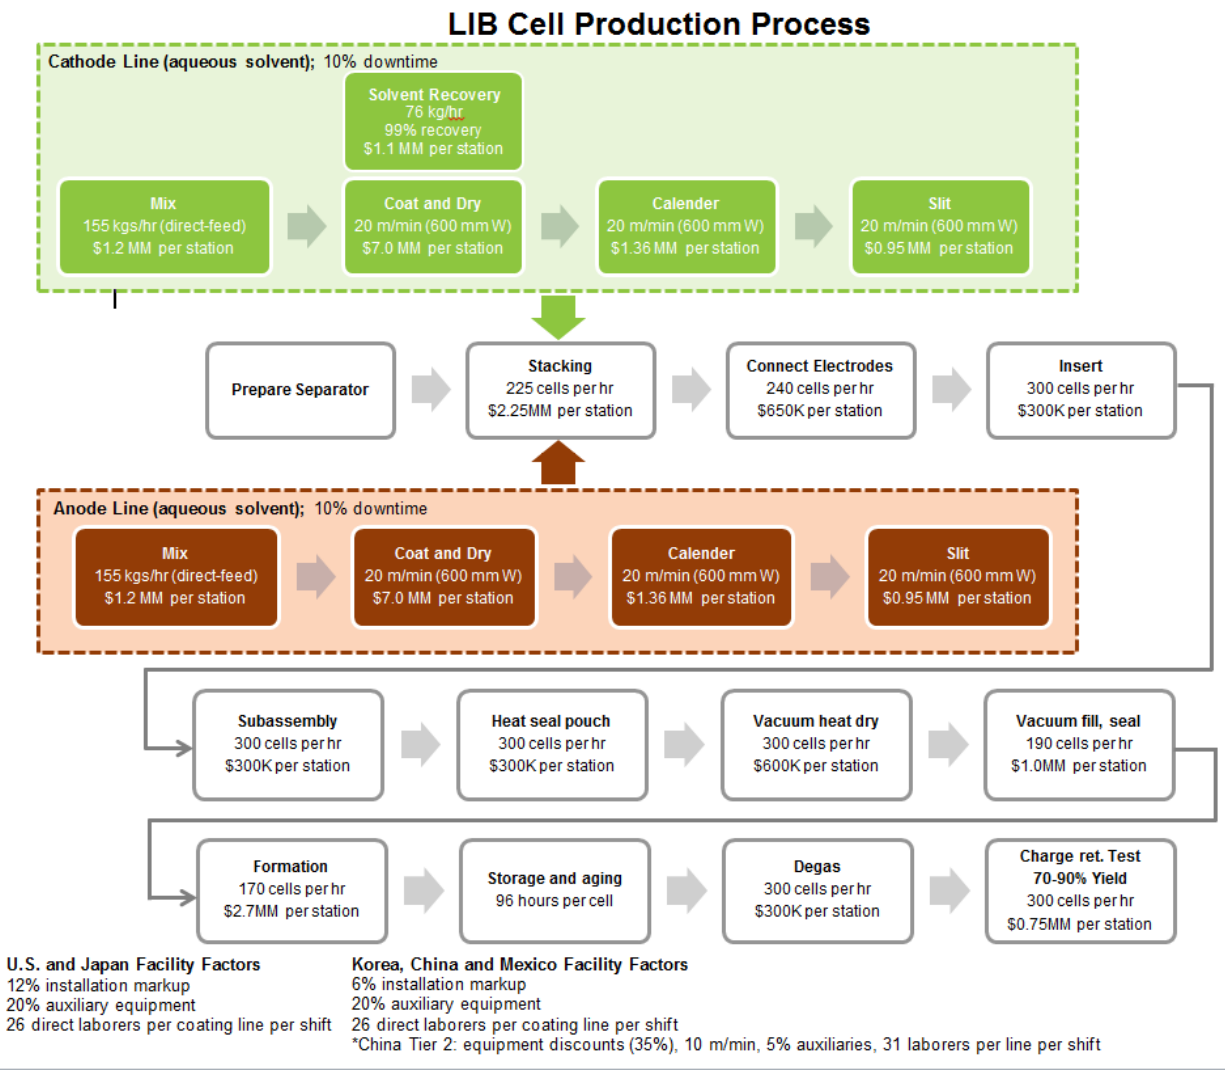 LIB Cell Production Process
Cathode Line (aqueous solvent); 10% downtime
Solvent Recovery
76 kg/hr
99% recovery
$1.1 MM per station
Mix
155 kgs/hr (direct-feed)
$1.2 MM per station
Coat and Dry
20 m/min (600 mm W)
$7.0 MM per station
Calender
20 m/min (600 mm W)
$1.36 MM per station
Slit
20 m/min (600 mm W)
$0.95 MM per station
Prepare Separator
Stacking
225 cells per hr
$2.25MM per station
Connect Electrodes
240 cells per hr
$650K per station
Insert
300 cells per hr
$300K per station
Anode Line (aqueous solvent); 10% downtime
Mix
155 kgs/hr (direct-feed)
$1.2 MM per station
Coat and Dry
20 m/min (600 mm W)
$7.0 MM per station
Calender
20 m/min (600 mm W)
$1.36 MM per station
Slit
20 m/min (600 mm W)
$0.95 MM per station
Subassembly
300 cells per hr
$300K per station
Heat seal pouch
300 cells per hr
$300K per station
Vacuum heat dry
300 cells per hr
$600K per station
Vacuum fill, seal
190 cells per hr
$1.0MM per station
Formation
170 cells per hr
$2.7MM per station
Storage and aging
96 hours per cell
Degas
300 cells per hr
$300K per station
Charge ret. Test
70-90% Yield
300 cells per hr
$0.75MM per station
U.S. and Japan Facility Factors
12% installation markup
20% auxiliary equipment
26 direct laborers per coating line per shift
Korea, China and Mexico Facility Factors
6% installation markup
20% auxiliary equipment
26 direct laborers per coating line per shift
*China Tier 2: equipment discounts (35%), 10 m/min, 5% auxiliaries, 31 laborers per line per shift